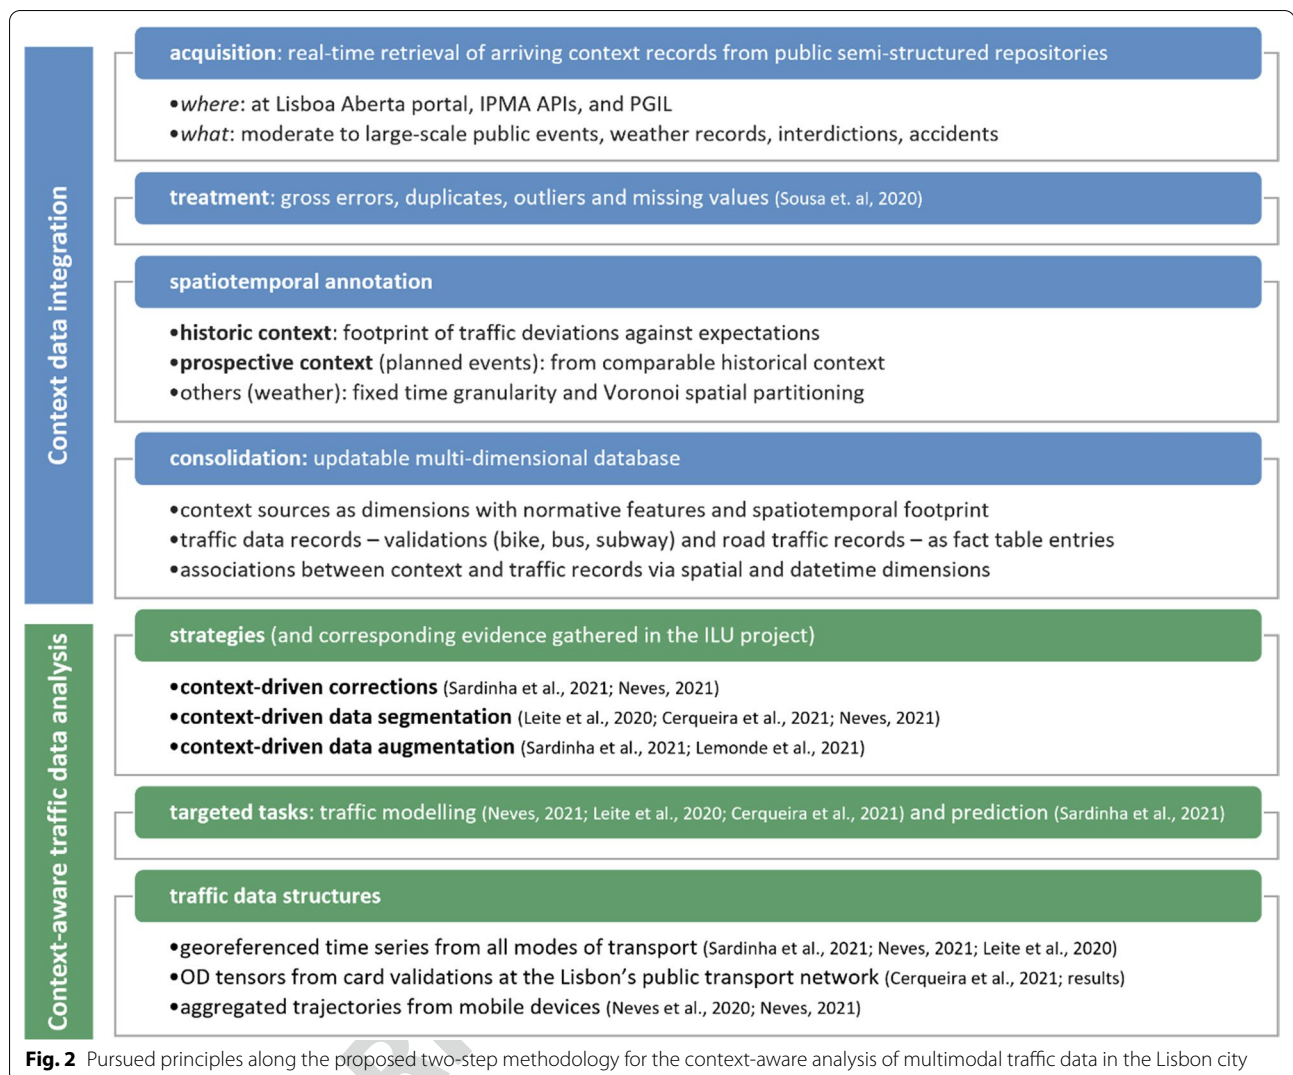 Context data integration
acquisition: real-time retrieval of arriving context records from public semi-structured repositories
•where: at Lisboa Aberta portal, IPMA APIs, and PGIL
•what: moderate to large-scale public events, weather records, interdictions, accidents
treatment: gross errors, duplicates, outliers and missing values (Sousa et. al, 2020)
spatiotemporal annotation
•historic context: footprint of traffic deviations against expectations
•prospective context (planned events): from comparable historical context
•others (weather): fixed time granularity and Voronoi spatial partitioning
consolidation: updatable multi-dimensional database
•context sources as dimensions with normative features and spatiotemporal footprint
•traffic data records – validations (bike, bus, subway) and road traffic records – as fact table entries
•associations between context and traffic records via spatial and datetime dimensions
Context-aware traffic data analysis
strategies (and corresponding evidence gathered in the ILU project)
•context-driven corrections (Sardinha et al., 2021; Neves, 2021)
•context-driven data segmentation (Leite et al., 2020; Cerqueira et al., 2021; Neves, 2021)
•context-driven data augmentation (Sardinha et al., 2021; Lemonde et al., 2021)
targeted tasks: traffic modelling (Neves, 2021; Leite et al., 2020; Cerqueira et al., 2021) and prediction (Sardinha et al., 2021)
traffic data structures
•georeferenced time series from all modes of transport (Sardinha et al., 2021; Neves, 2021; Leite et al., 2020)
•OD tensors from card validations at the Lisbon's public transport network (Cerqueira et al., 2021; results)
•aggregated trajectories from mobile devices (Neves et al., 2020; Neves, 2021)
Fig. 2 Pursued principles along the proposed two-step methodology for the context-aware analysis of multimodal traffic data in the Lisbon city